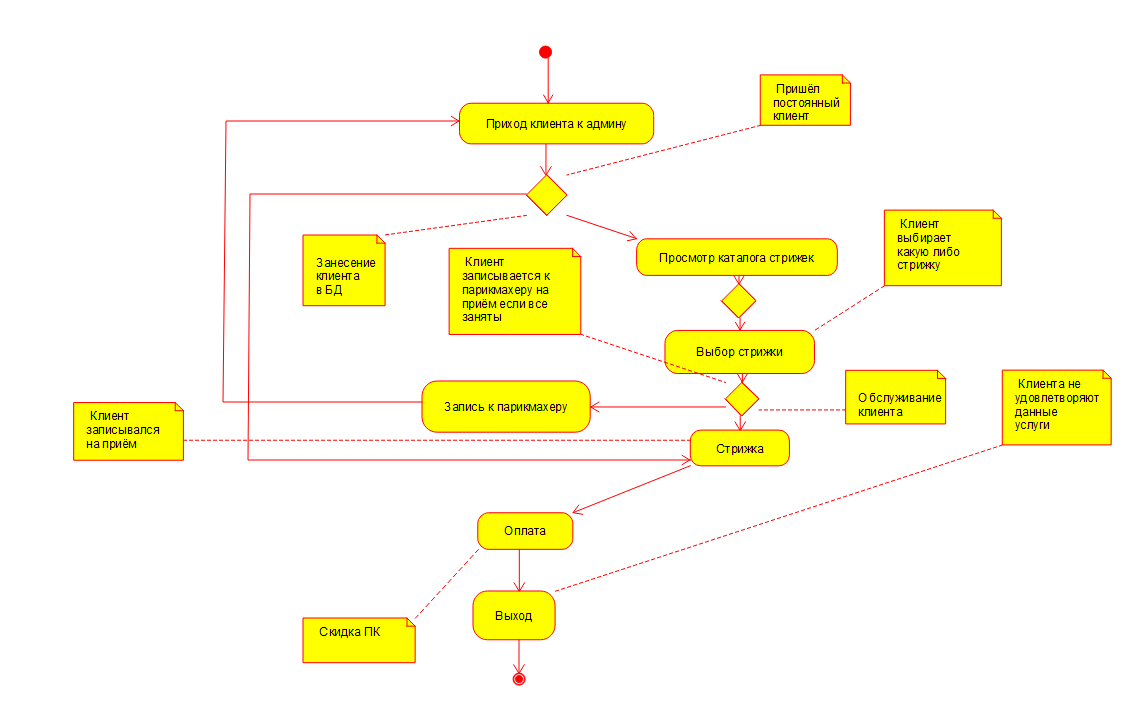 Пришёл
постоянный
клиент
Приход клиента к админу
Клиент
выбирает
какую либо
стрижку
Занесение
клиента
в БД
Клиент
записывается к
парикмахеру на
приём если все
заняты
Просмотр каталога стрижек
Выбор стрижки
Запись к парикмахеру
Обслуживание
клиента
Клиента не
удовлетворяют
данные
услуги
Клиент
записывался
на приём
Стрижка
Оплата
Выход
Скидка ПК